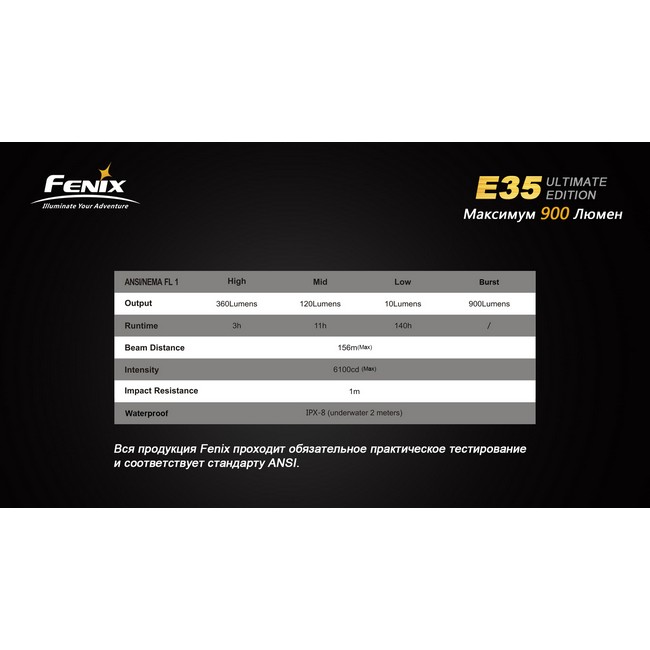 FENIX
Illuminate Your Adventure
E35 ULTIMATE EDITION
Максимум 900 Люмен
ANSI/NEMA FL 1 High Mid Low Burst
Output 360Lumens 120Lumens 10Lumens 900Lumens
Runtime 3h 11h 140h /
Beam Distance 156m(Max)
Intensity 6100cd (Max)
Impact Resistance 1m
Waterproof IPX-8 (underwater 2 meters)
Вся продукция Fenix проходит обязательное практическое тестирование
и соответствует стандарту ANSI.